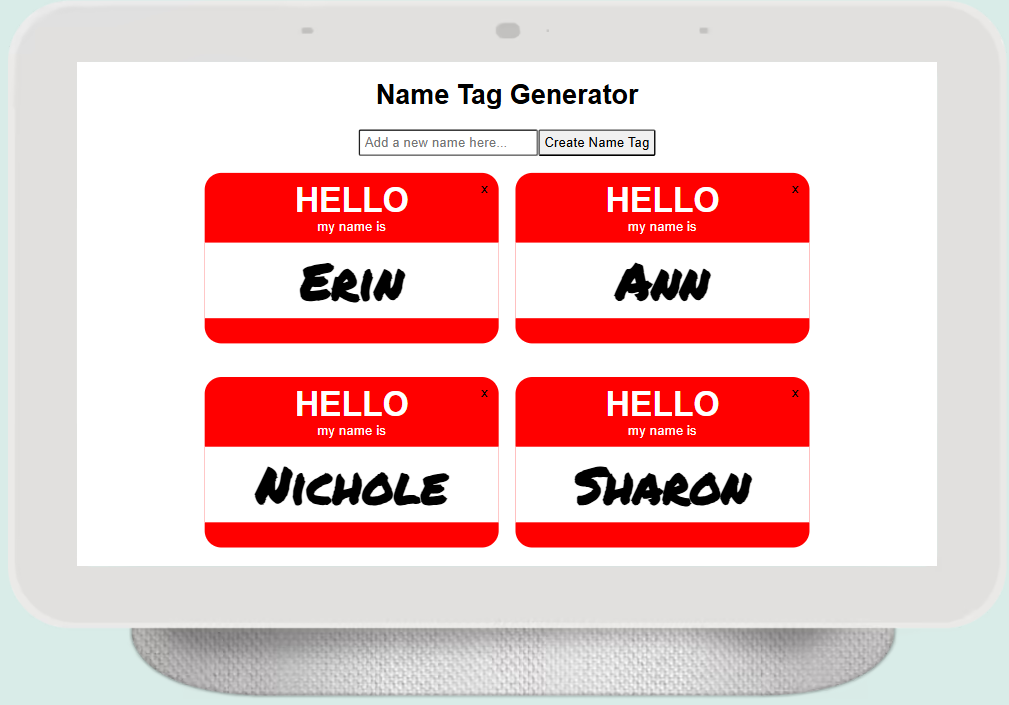 Name Tag Generator
Add a new name here... Create Name Tag
HELLO x HELLO x
my name is my name is
Erin Ann
HELLO x HELLO x
my name is my name is
Nichole Sharon